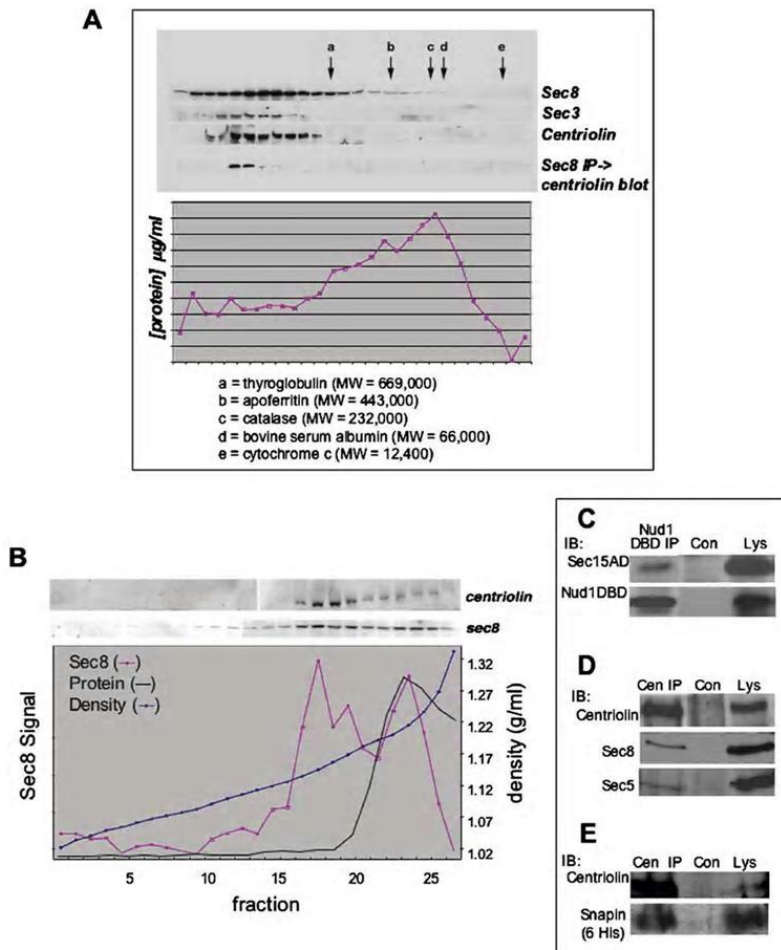 A
a b c d e
Sec8
Sec3
Centriolin
Sec8 IP->
centriolin blot
[protein] µg/ml
a = thyroglobulin (MW = 669,000)
b = apoferritin (MW = 443,000)
c = catalase (MW = 232,000)
d = bovine serum albumin (MW = 66,000)
e = cytochrome c (MW = 12,400)
B
centriolin
sec8
Sec8 (-·-)
Protein (—)
Density (-·-)
Sec8 Signal
1.32
1.27
1.22
1.17
1.12
1.07
1.02
density (g/ml)
5 10 15 20 25
fraction
C
Nud1
IB: DBD IP Con Lys
Sec15AD
Nud1DBD
D
Cen IP Con Lys
IB:
Centriolin
Sec8
Sec5
E
IB: Cen IP Con Lys
Centriolin
Snapin
(6 His)